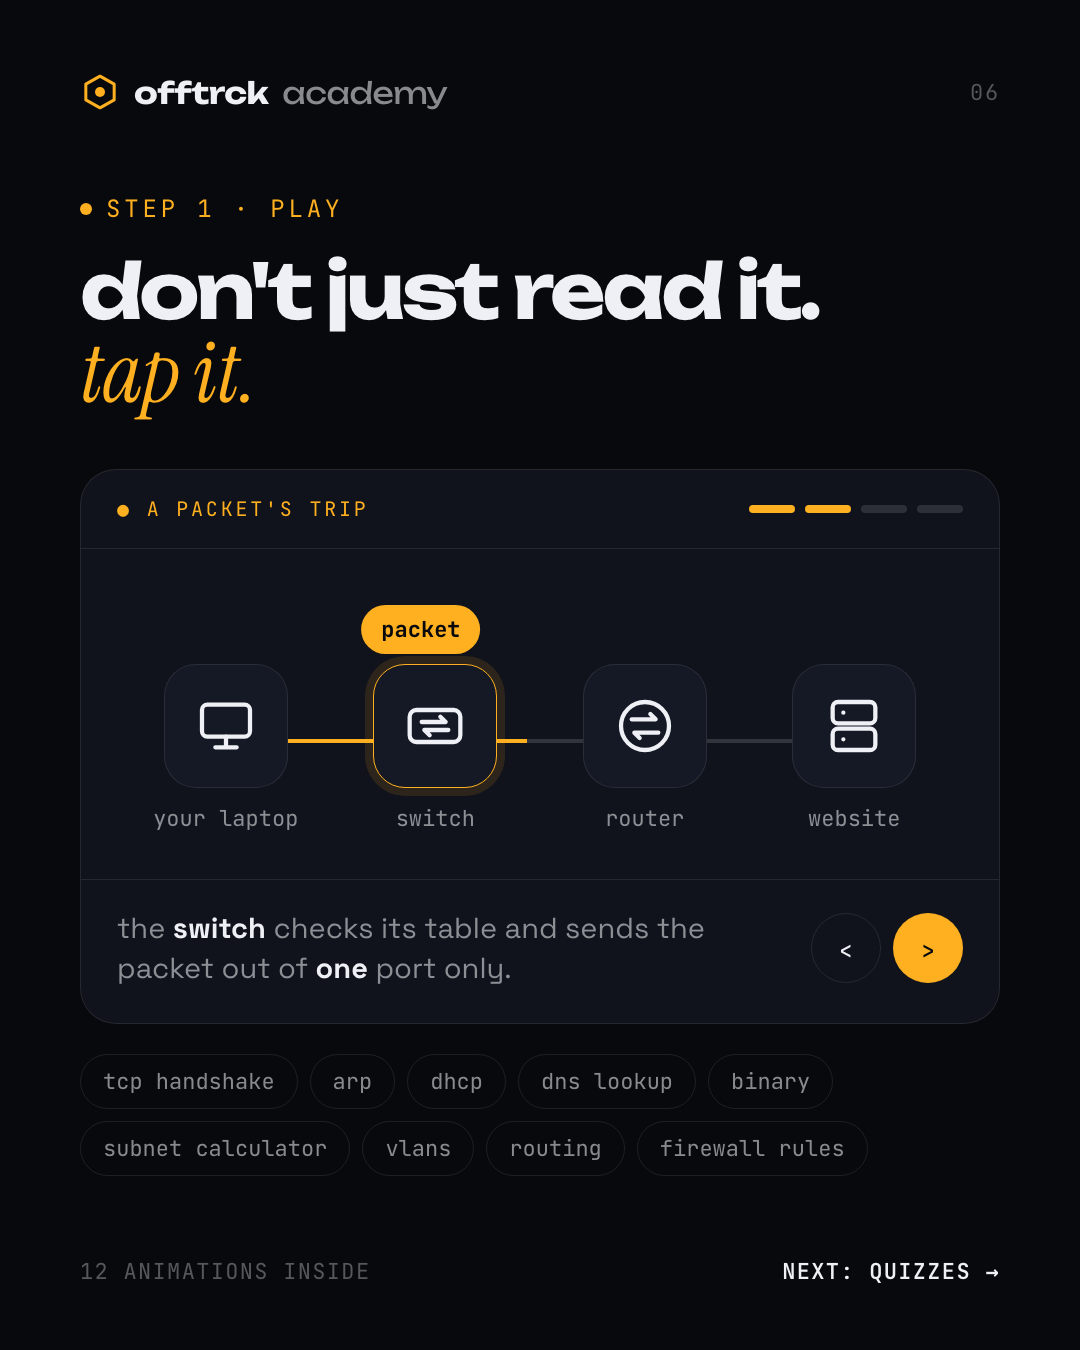 offtrck academy
06
STEP 1 · PLAY
don't just read it.
tap it.
A PACKET'S TRIP
packet
your laptop
switch
router
website
the switch checks its table and sends the
packet out of one port only.
<
>
tcp handshake
arp
dhcp
dns lookup
binary
subnet calculator
vlans
routing
firewall rules
12 ANIMATIONS INSIDE
NEXT: QUIZZES →